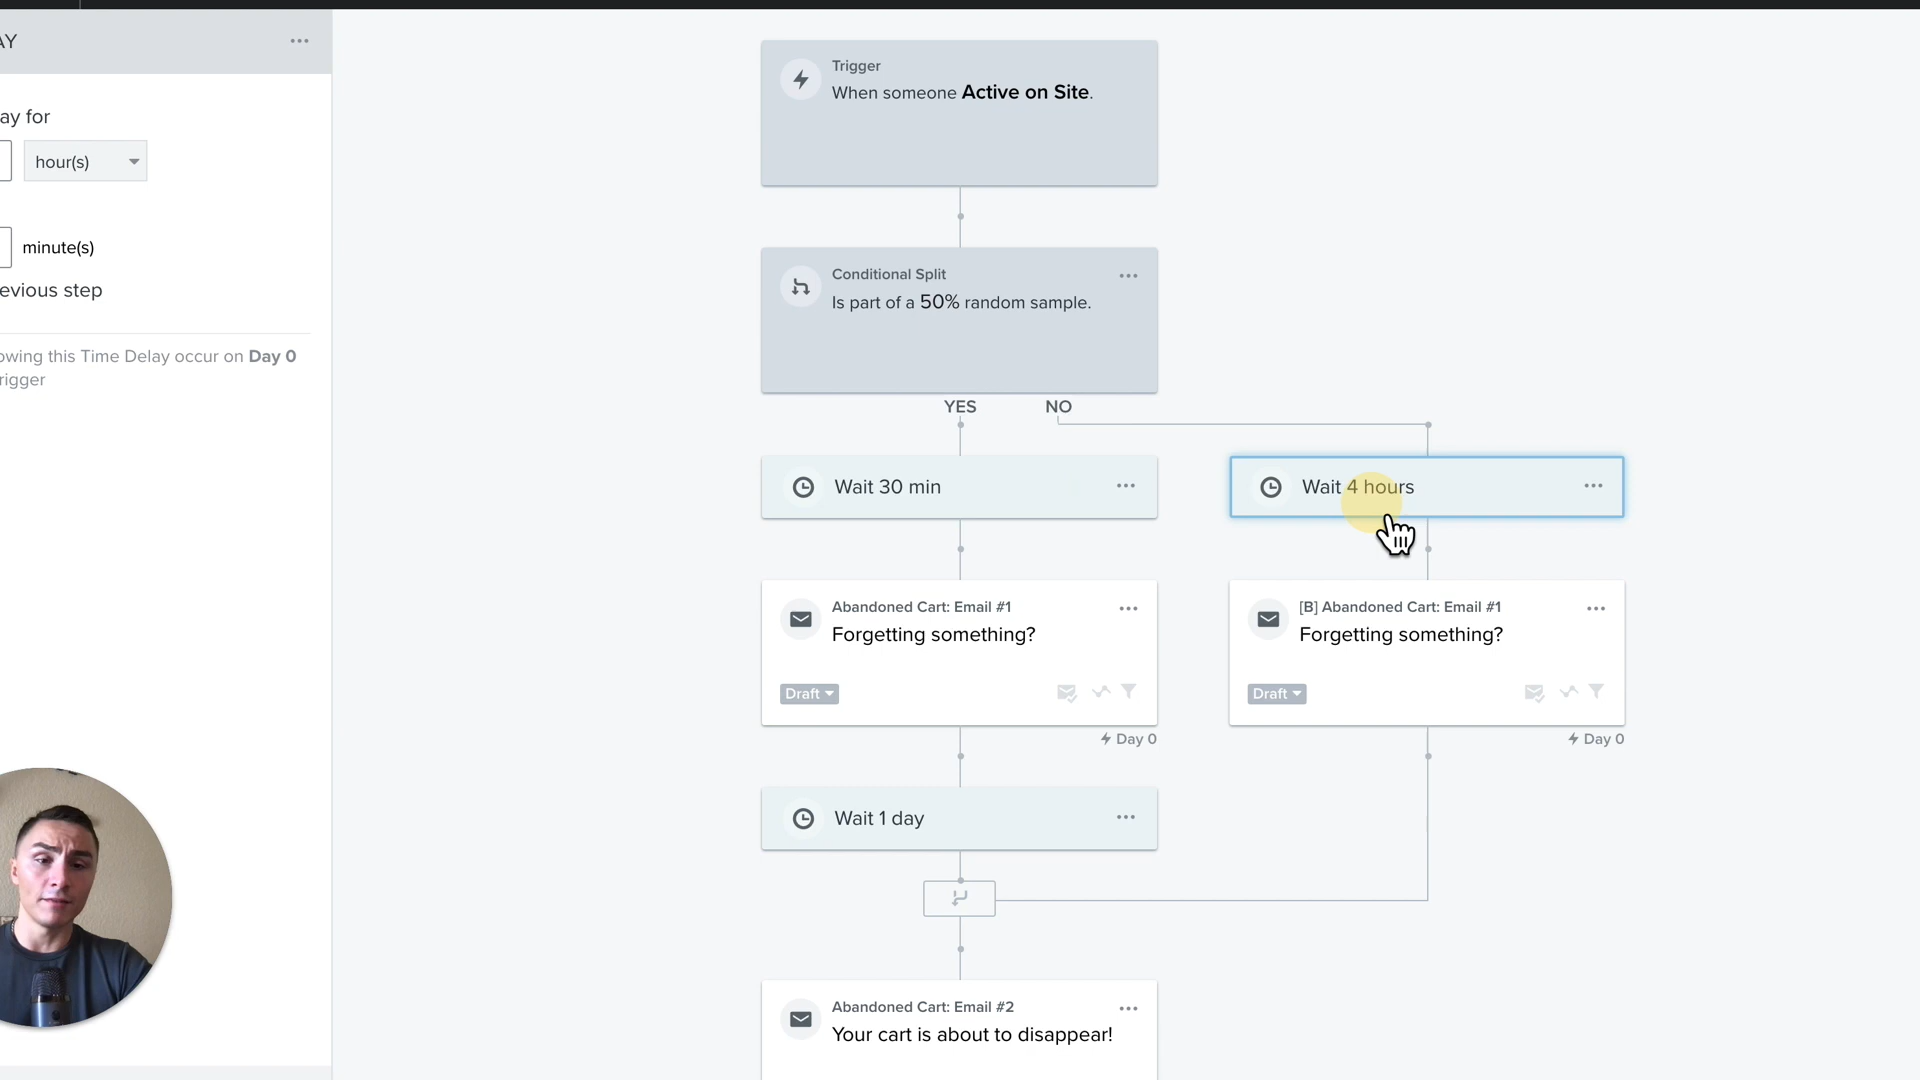 AY
ay for
hour(s)
minute(s)
evious step
owing this Time Delay occur on Day 0
rigger
Trigger
When someone Active on Site.
Conditional Split
Is part of a 50% random sample.
YES
NO
Wait 30 min
Wait 4 hours
Abandoned Cart: Email #1
Forgetting something?
Draft
Day 0
[B] Abandoned Cart: Email #1
Forgetting something?
Draft
Day 0
Wait 1 day
Abandoned Cart: Email #2
Your cart is about to disappear!